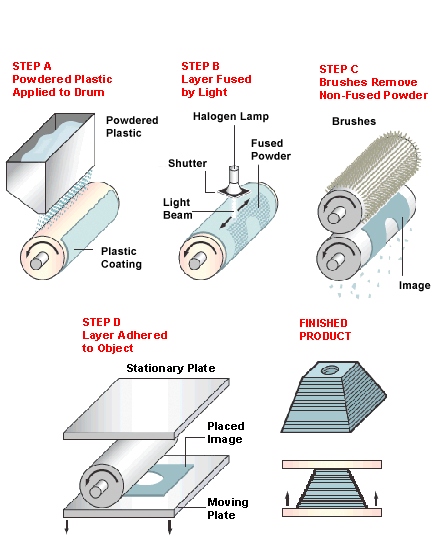 STEP A
Powdered Plastic
Applied to Drum
Powdered
Plastic
Plastic
Coating
STEP B
Layer Fused
by Light
Halogen Lamp
Fused
Powder
Shutter
Light
Beam
STEP C
Brushes Remove
Non-Fused Powder
Brushes
Image
STEP D
Layer Adhered
to Object
Stationary Plate
Placed
Image
Moving
Plate
FINISHED
PRODUCT